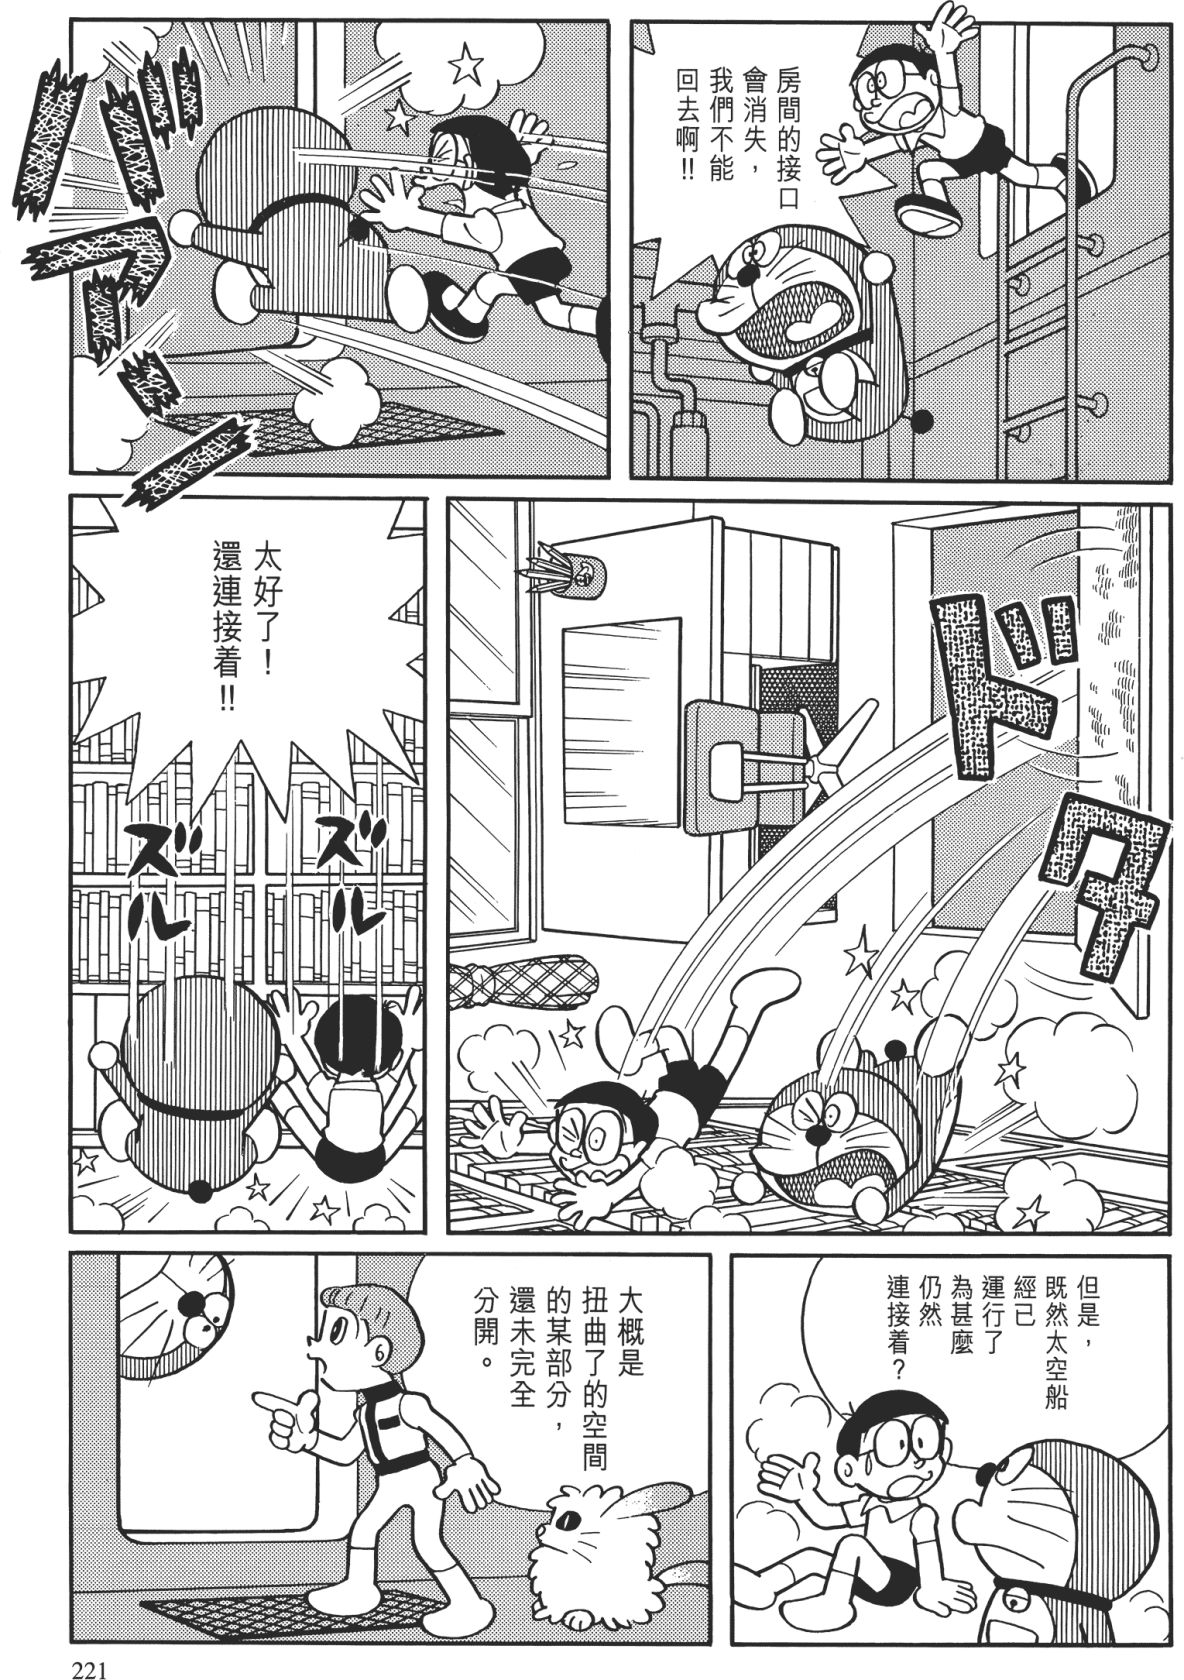 房間的接口
會消失，
我們不能
回去啊!!
ババッ
ドタ
太好了！
還連接着!!
ズル
ズル
但是，
既然太空船
經已
運行了
為甚麼
仍然
連接着？
大概是
扭曲了的空間
的某部分，
還未完全
分開。
221